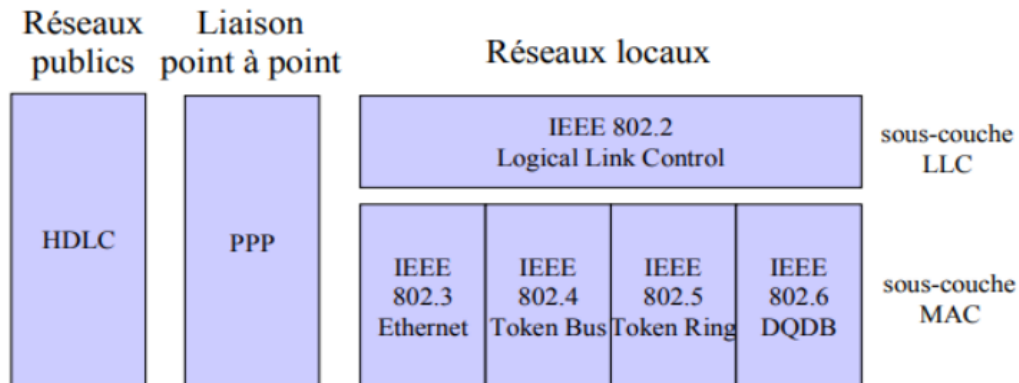 Réseaux
publics
Liaison
point à point
Réseaux locaux
HDLC
PPP
IEEE 802.2
Logical Link Control
sous-couche
LLC
IEEE
802.3
Ethernet
IEEE
802.4
Token Bus
IEEE
802.5
Token Ring
IEEE
802.6
DQDB
sous-couche
MAC